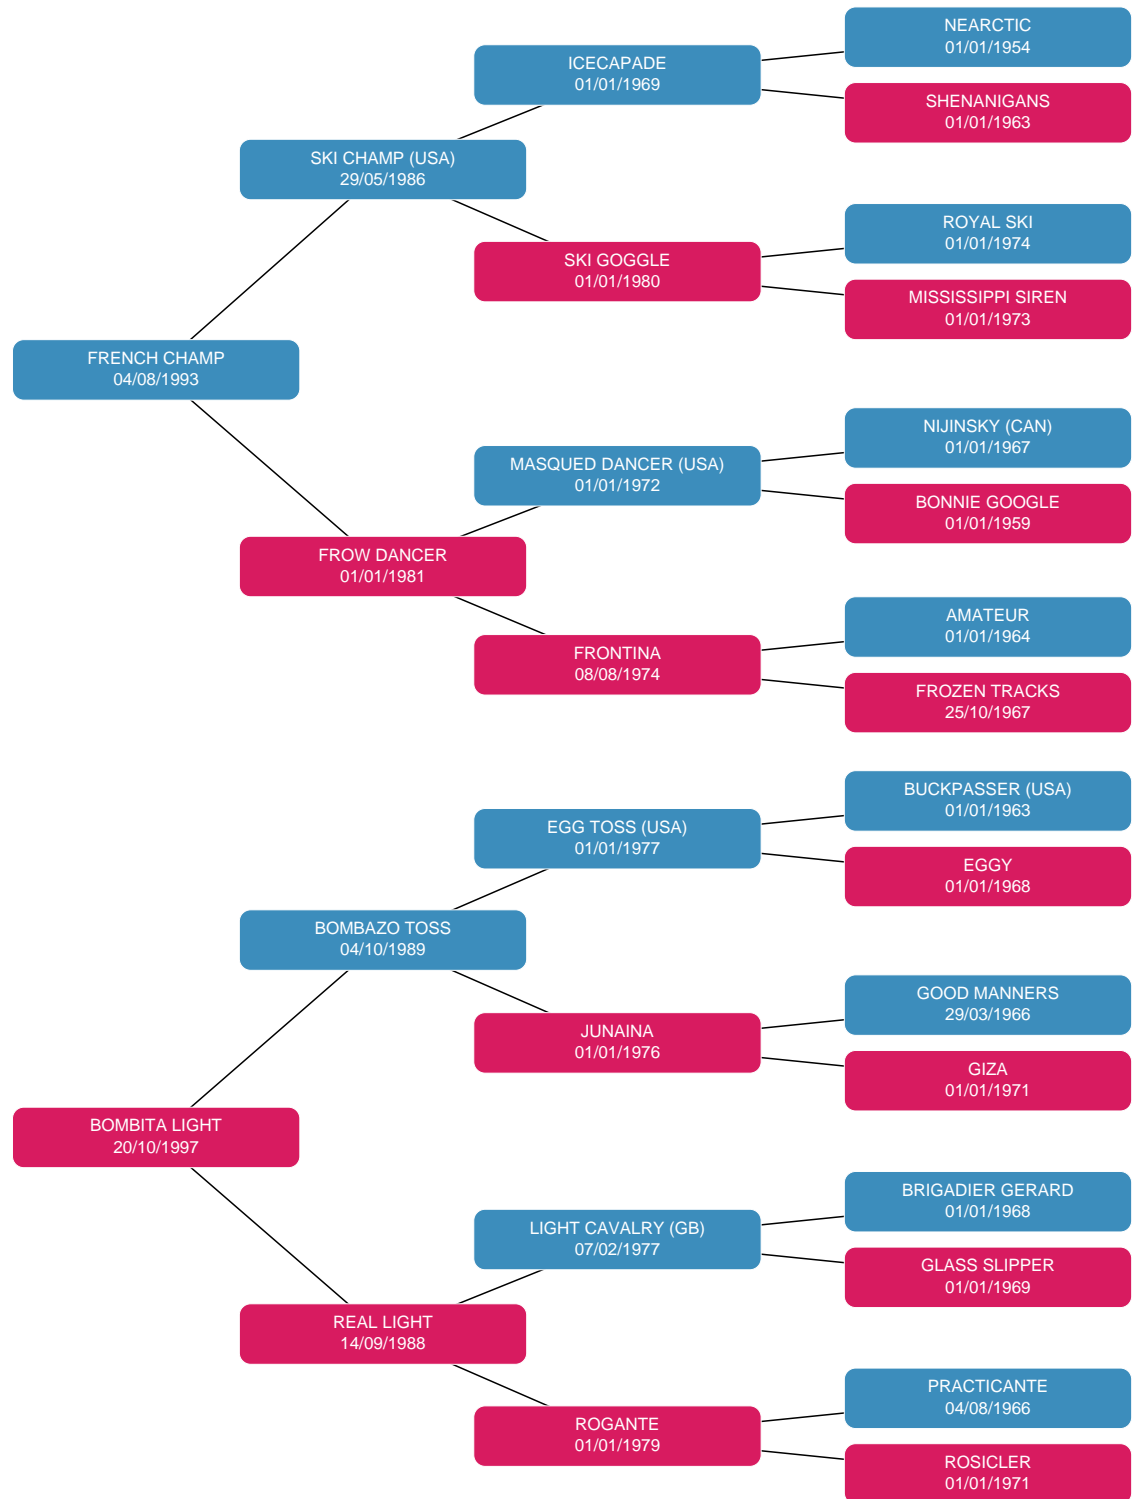 NEARCTIC
01/01/1954
ICECAPADE
01/01/1969
SHENANIGANS
01/01/1963
SKI CHAMP (USA)
29/05/1986
ROYAL SKI
01/01/1974
SKI GOGGLE
01/01/1980
MISSISSIPPI SIREN
01/01/1973
FRENCH CHAMP
04/08/1993
NIJINSKY (CAN)
01/01/1967
MASQUED DANCER (USA)
01/01/1972
BONNIE GOOGLE
01/01/1959
FROW DANCER
01/01/1981
AMATEUR
01/01/1964
FRONTINA
08/08/1974
FROZEN TRACKS
25/10/1967
BUCKPASSER (USA)
01/01/1963
EGG TOSS (USA)
01/01/1977
EGGY
01/01/1968
BOMBAZO TOSS
04/10/1989
GOOD MANNERS
29/03/1966
JUNAINA
01/01/1976
GIZA
01/01/1971
BOMBITA LIGHT
20/10/1997
BRIGADIER GERARD
01/01/1968
LIGHT CAVALRY (GB)
07/02/1977
GLASS SLIPPER
01/01/1969
REAL LIGHT
14/09/1988
PRACTICANTE
04/08/1966
ROGANTE
01/01/1979
ROSICLER
01/01/1971